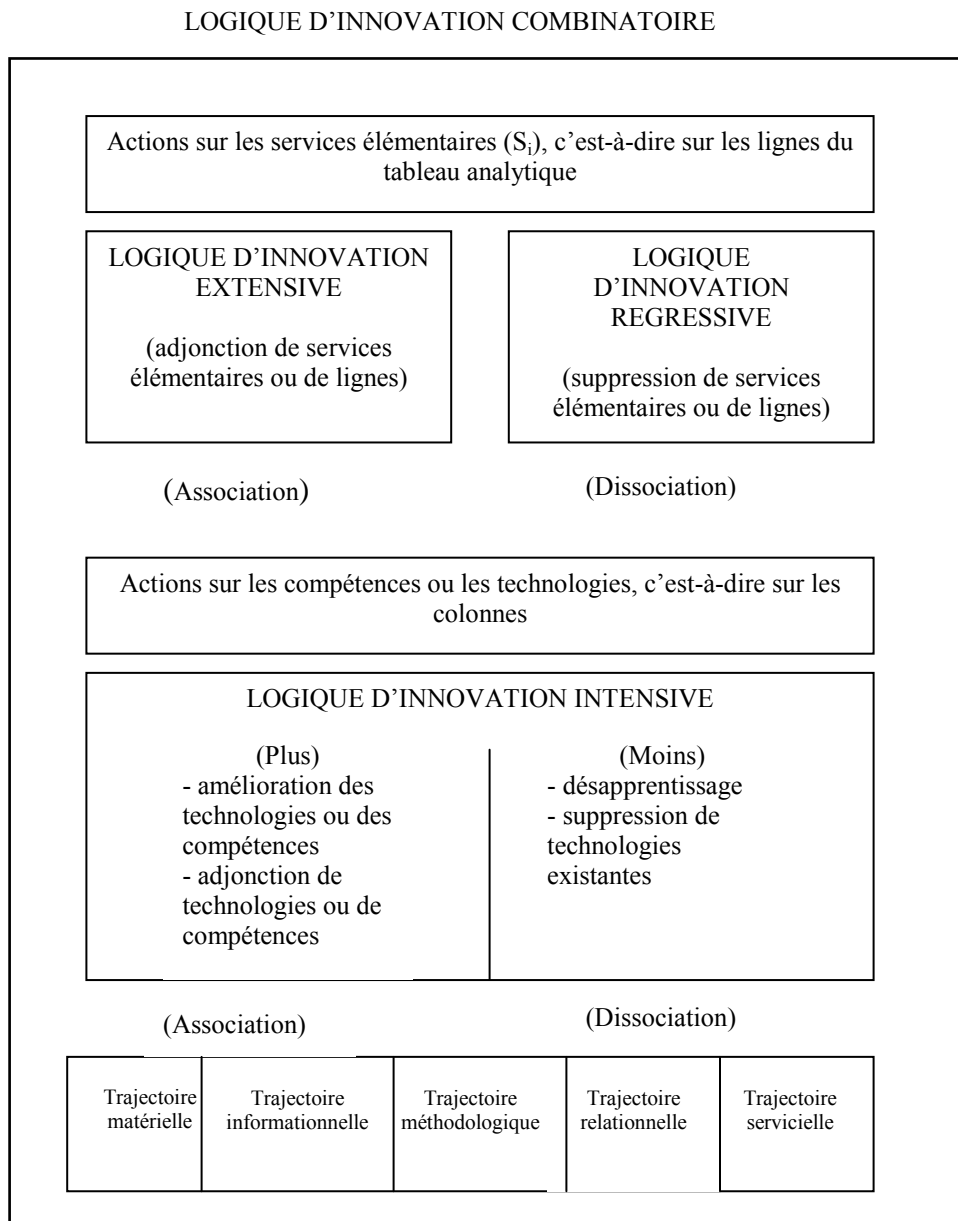 LOGIQUE D’INNOVATION COMBINATOIRE
Actions sur les services élémentaires (Si), c’est-à-dire sur les lignes du
tableau analytique
LOGIQUE D’INNOVATION
EXTENSIVE
(adjonction de services
élémentaires ou de lignes)
LOGIQUE
D’INNOVATION
REGRESSIVE
(suppression de services
élémentaires ou de lignes)
(Association)
(Dissociation)
Actions sur les compétences ou les technologies, c’est-à-dire sur les
colonnes
LOGIQUE D’INNOVATION INTENSIVE
(Plus)
- amélioration des
technologies ou des
compétences
- adjonction de
technologies ou de
compétences
(Moins)
- désapprentissage
- suppression de
technologies
existantes
(Association)
(Dissociation)
Trajectoire
matérielle
Trajectoire
informationnelle
Trajectoire
méthodologique
Trajectoire
relationnelle
Trajectoire
servicielle